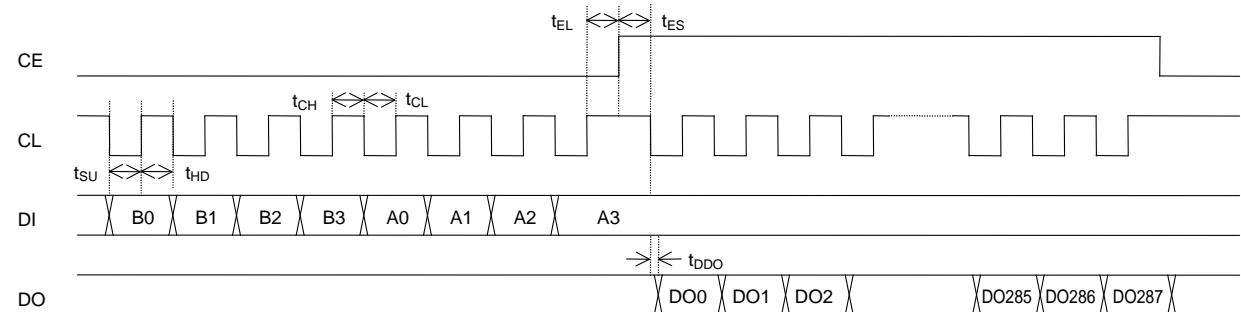 tEL tES
CE
tCH tCL
CL
tSU tHD
DI B0 B1 B2 B3 A0 A1 A2 A3
tDDO
DO DO0 DO1 DO2 DO285 DO286 DO287